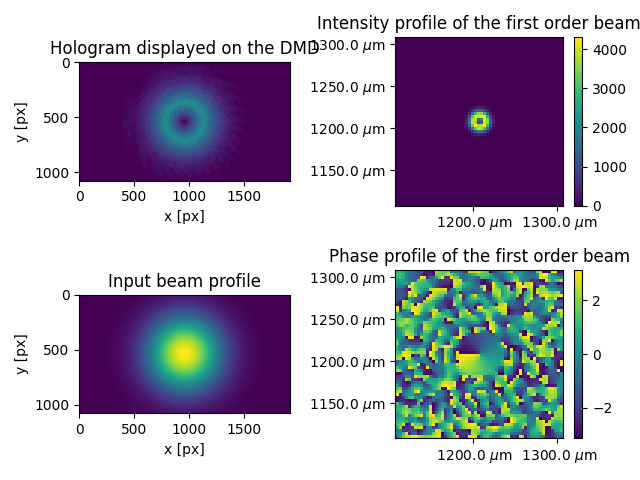 Hologram displayed on the DMD
0
500
1000
y [px]
0 500 1000 1500
x [px]
Intensity profile of the first order beam
1300.0 μm
1250.0 μm
1200.0 μm
1150.0 μm
1200.0 μm 1300.0 μm
4000
3000
2000
1000
0
Input beam profile
0
500
1000
y [px]
0 500 1000 1500
x [px]
Phase profile of the first order beam
1300.0 μm
1250.0 μm
1200.0 μm
1150.0 μm
1200.0 μm 1300.0 μm
2
0
−2